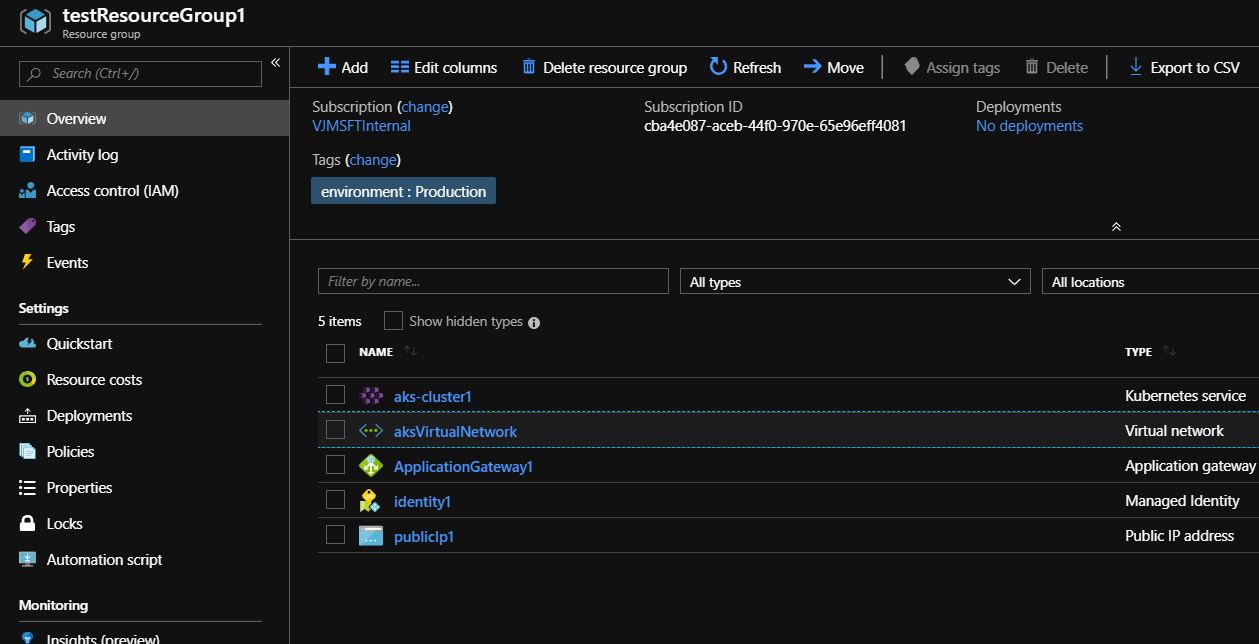 testResourceGroup1
Resource group
Search (Ctrl+/)
«
Overview
Activity log
Access control (IAM)
Tags
Events
Settings
Quickstart
Resource costs
Deployments
Policies
Properties
Locks
Automation script
Monitoring
Insights (preview)
Add Edit columns Delete resource group Refresh Move Assign tags Delete Export to CSV
Subscription (change) Subscription ID Deployments
VJMSFTInternal cba4e087-aceb-44f0-970e-65e96eff4081 No deployments
Tags (change)
environment : Production
Filter by name... All types All locations
5 items Show hidden types
NAME ↑↓ TYPE ↑↓
aks-cluster1 Kubernetes service
aksVirtualNetwork Virtual network
ApplicationGateway1 Application gateway
identity1 Managed Identity
publicIp1 Public IP address